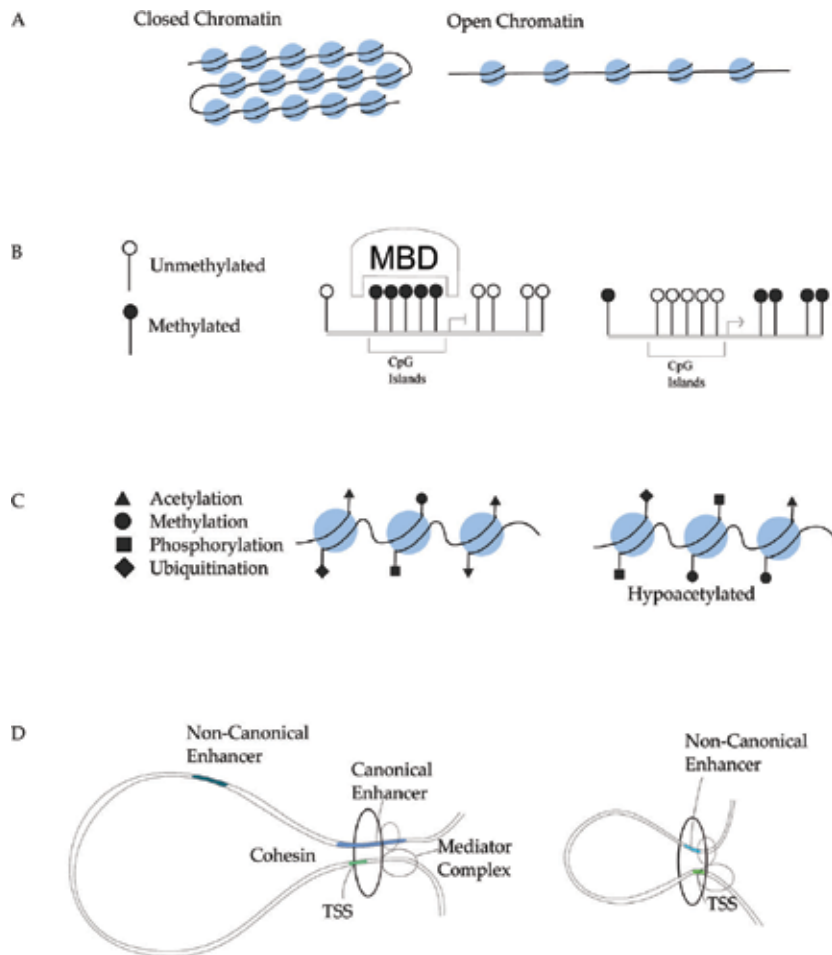 A
Closed Chromatin
Open Chromatin
B
Unmethylated
Methylated
MBD
CpG
Islands
CpG
Islands
C
Acetylation
Methylation
Phosphorylation
Ubiquitination
Hypoacetylated
D
Non-Canonical
Enhancer
Canonical
Enhancer
Cohesin
Mediator
Complex
TSS
Non-Canonical
Enhancer
TSS